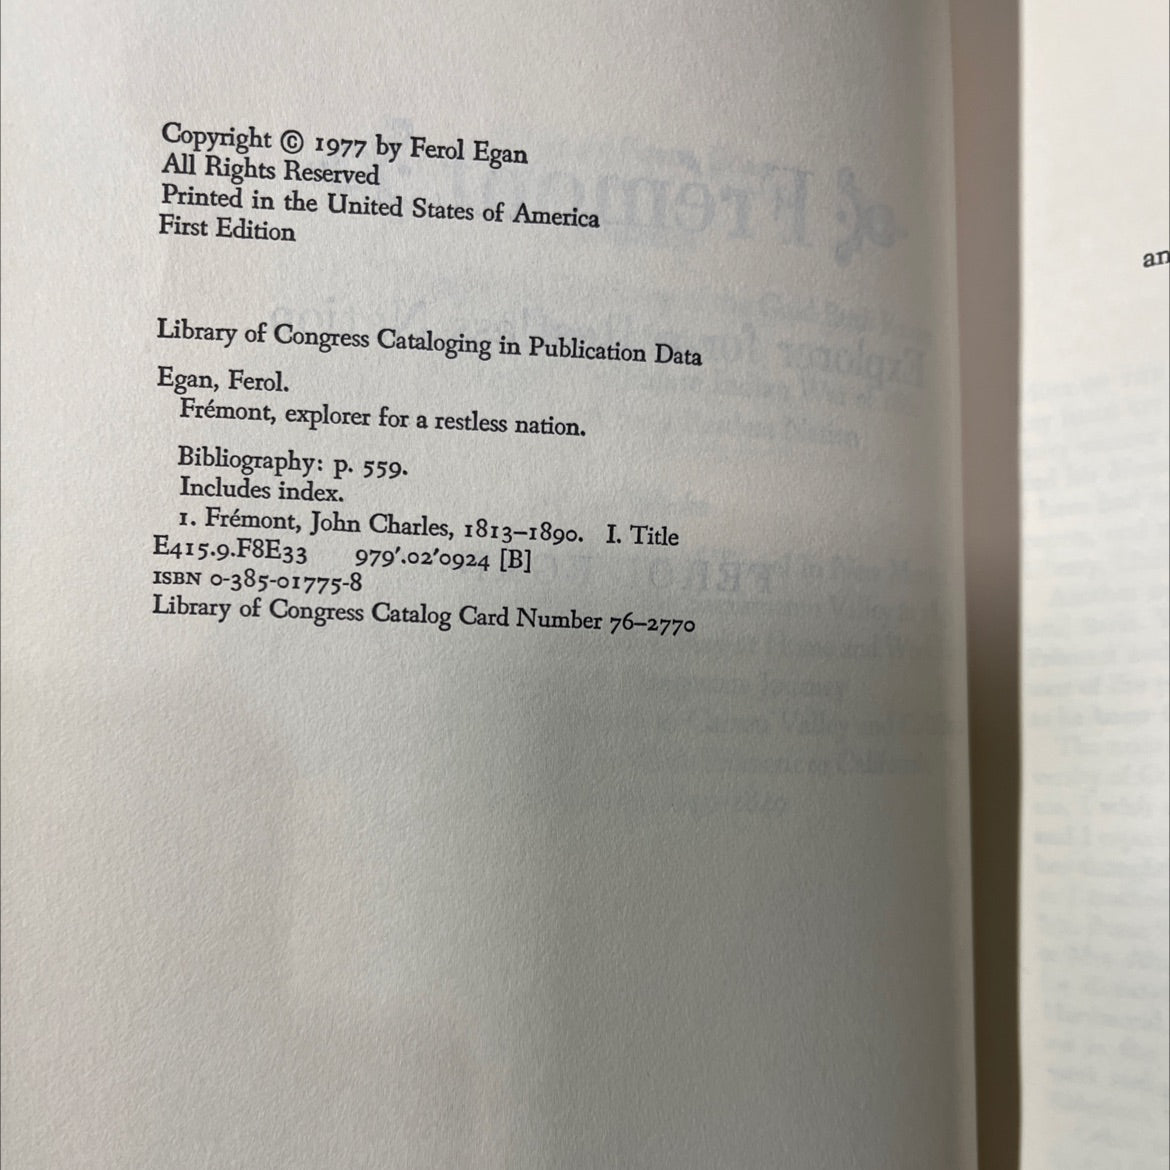 Copyright © 1977 by Ferol Egan
All Rights Reserved
Printed in the United States of America
First Edition
Library of Congress Cataloging in Publication Data
Egan, Ferol.
Frémont, explorer for a restless nation.
Bibliography: p. 559.
Includes index.
1. Frémont, John Charles, 1813–1890. I. Title
E415.9.F8E33 979′.02′0924 [B]
ISBN 0-385-01775-8
Library of Congress Catalog Card Number 76–2770